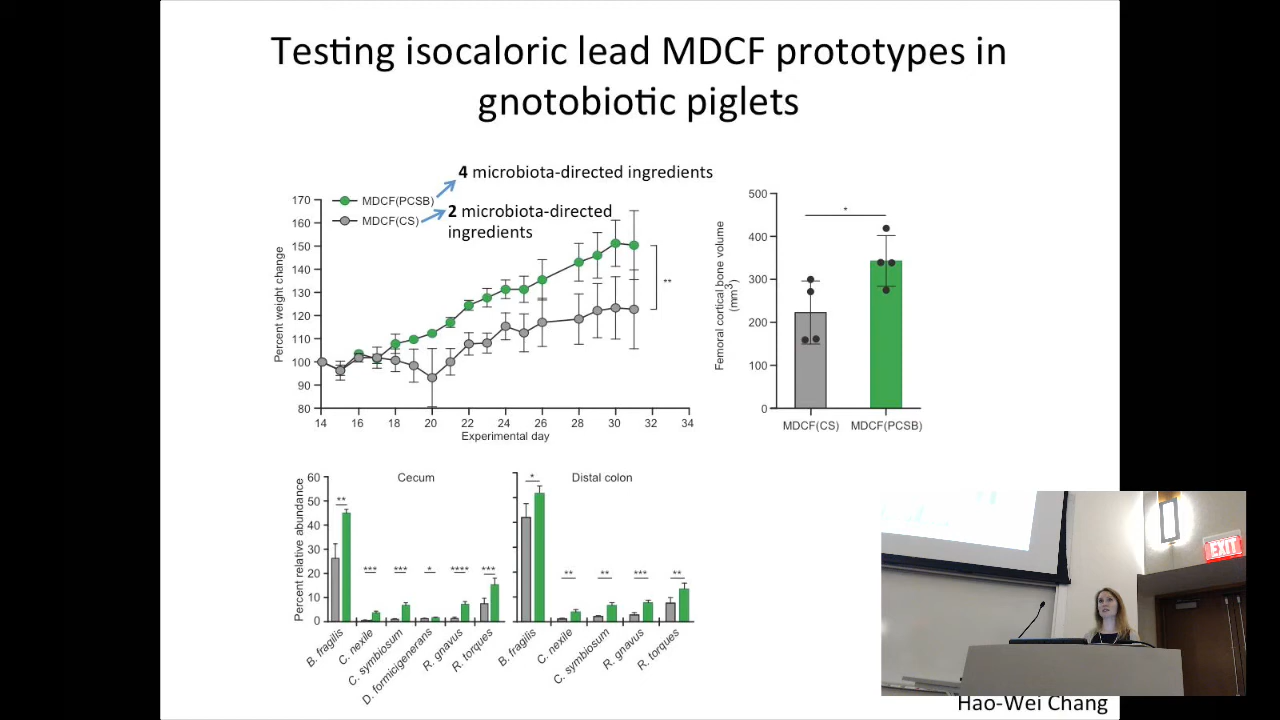 Testing isocaloric lead MDCF prototypes in
gnotobiotic piglets
4 microbiota-directed ingredients
MDCF(PCSB)
MDCF(CS)
2 microbiota-directed
ingredients
Percent weight change
170
160
150
140
130
120
110
100
90
80
**
14 16 18 20 22 24 26 28 30 32 34
Experimental day
Femoral cortical bone volume
(mm3)
500
400
300
200
100
0
*
MDCF(CS) MDCF(PCSB)
Percent relative abundance
60
50
40
30
20
10
0
Cecum
** *** *** * **** ***
B. fragilis
C. nexile
C. symbiosum
D. formicigenerans
R. gnavus
R. torques
Distal colon
* ** ** *** **
B. fragilis
C. nexile
C. symbiosum
R. gnavus
R. torques
EXIT
Hao-Wei Chang